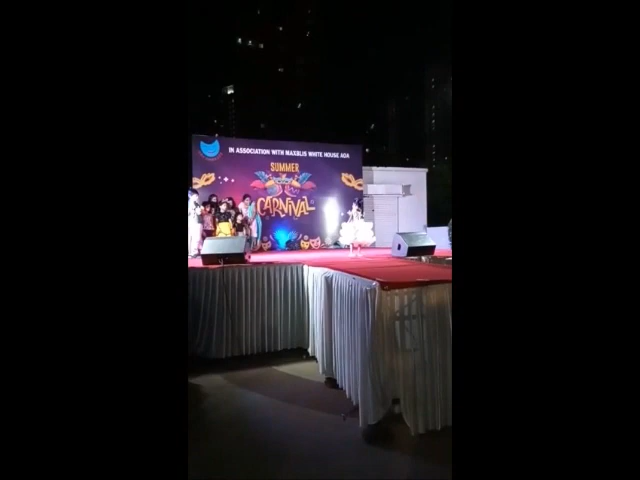 IN ASSOCIATION WITH MAXBLIS WHITE HOUSE AOA
SUMMER
CARNIVAL